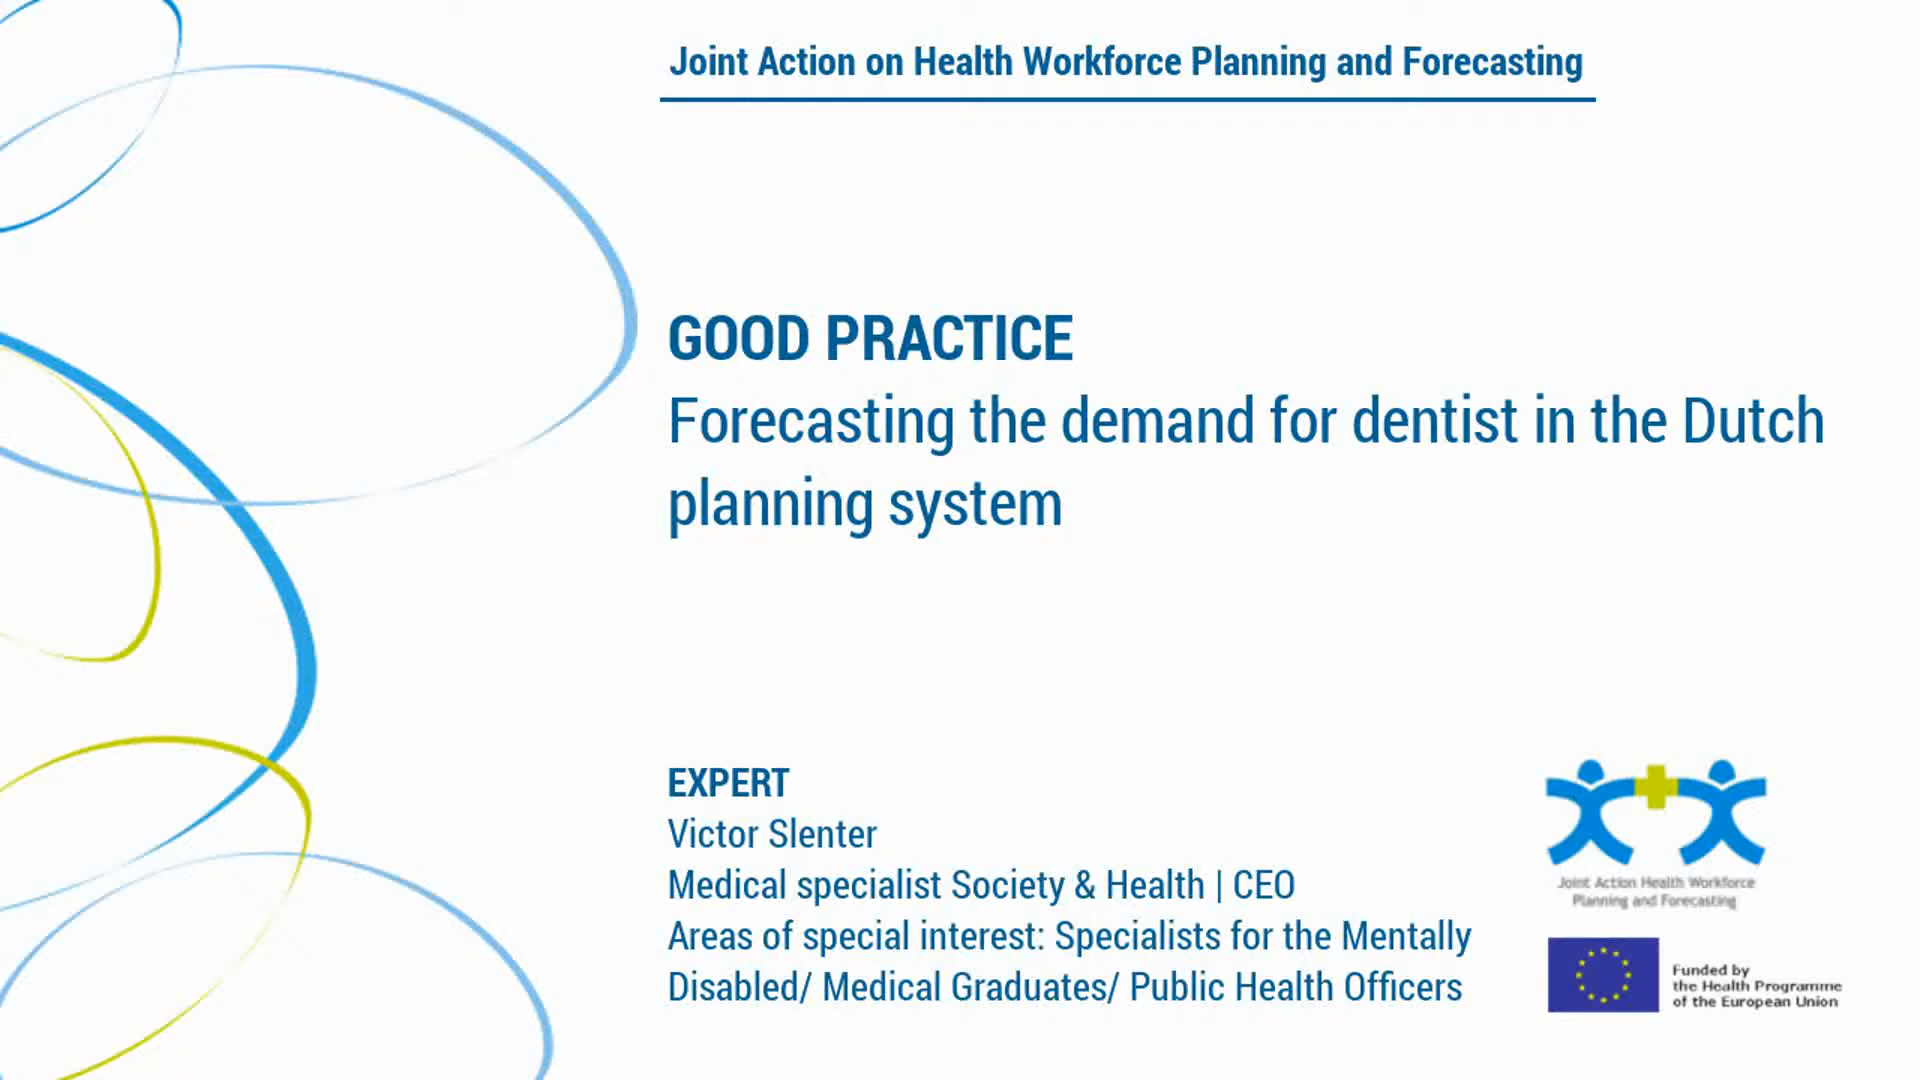 Joint Action on Health Workforce Planning and Forecasting
GOOD PRACTICE
Forecasting the demand for dentist in the Dutch
planning system
EXPERT
Victor Slenter
Medical specialist Society & Health | CEO
Areas of special interest: Specialists for the Mentally
Disabled/ Medical Graduates/ Public Health Officers
Joint Action Health Workforce
Planning and Forecasting
Funded by
the Health Programme
of the European Union